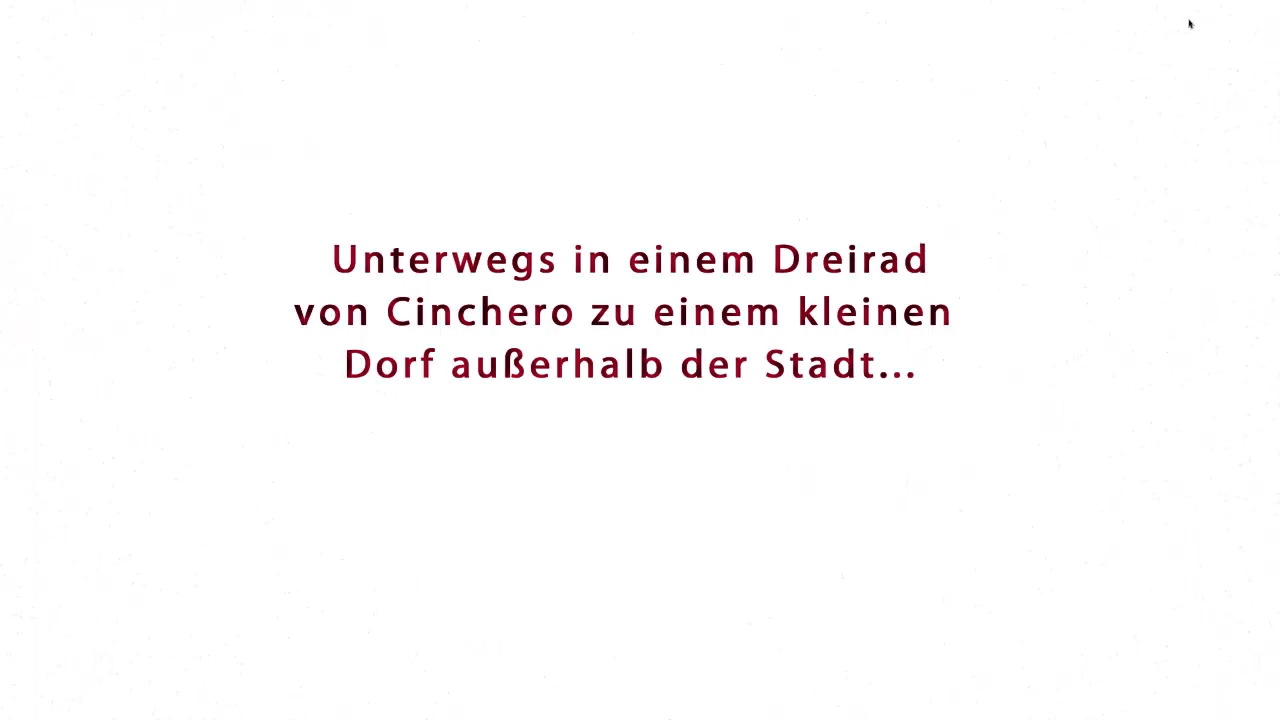 Unterwegs in einem Dreirad
von Cinchero zu einem kleinen
Dorf außerhalb der Stadt...